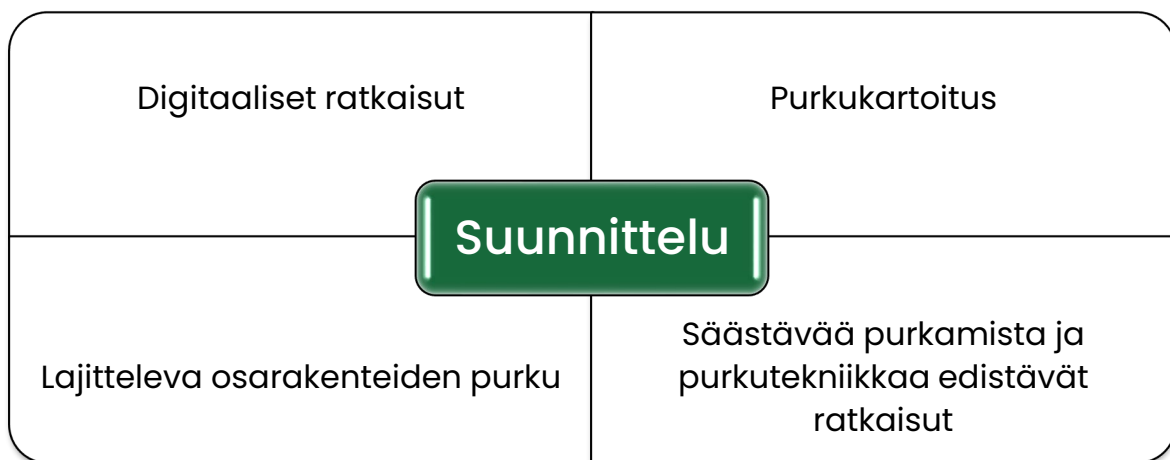 Digitaaliset ratkaisut
Purkukartoitus
Suunnittelu
Lajitteleva osarakenteiden purku
Säästävää purkamista ja
purkutekniikkaa edistävät
ratkaisut